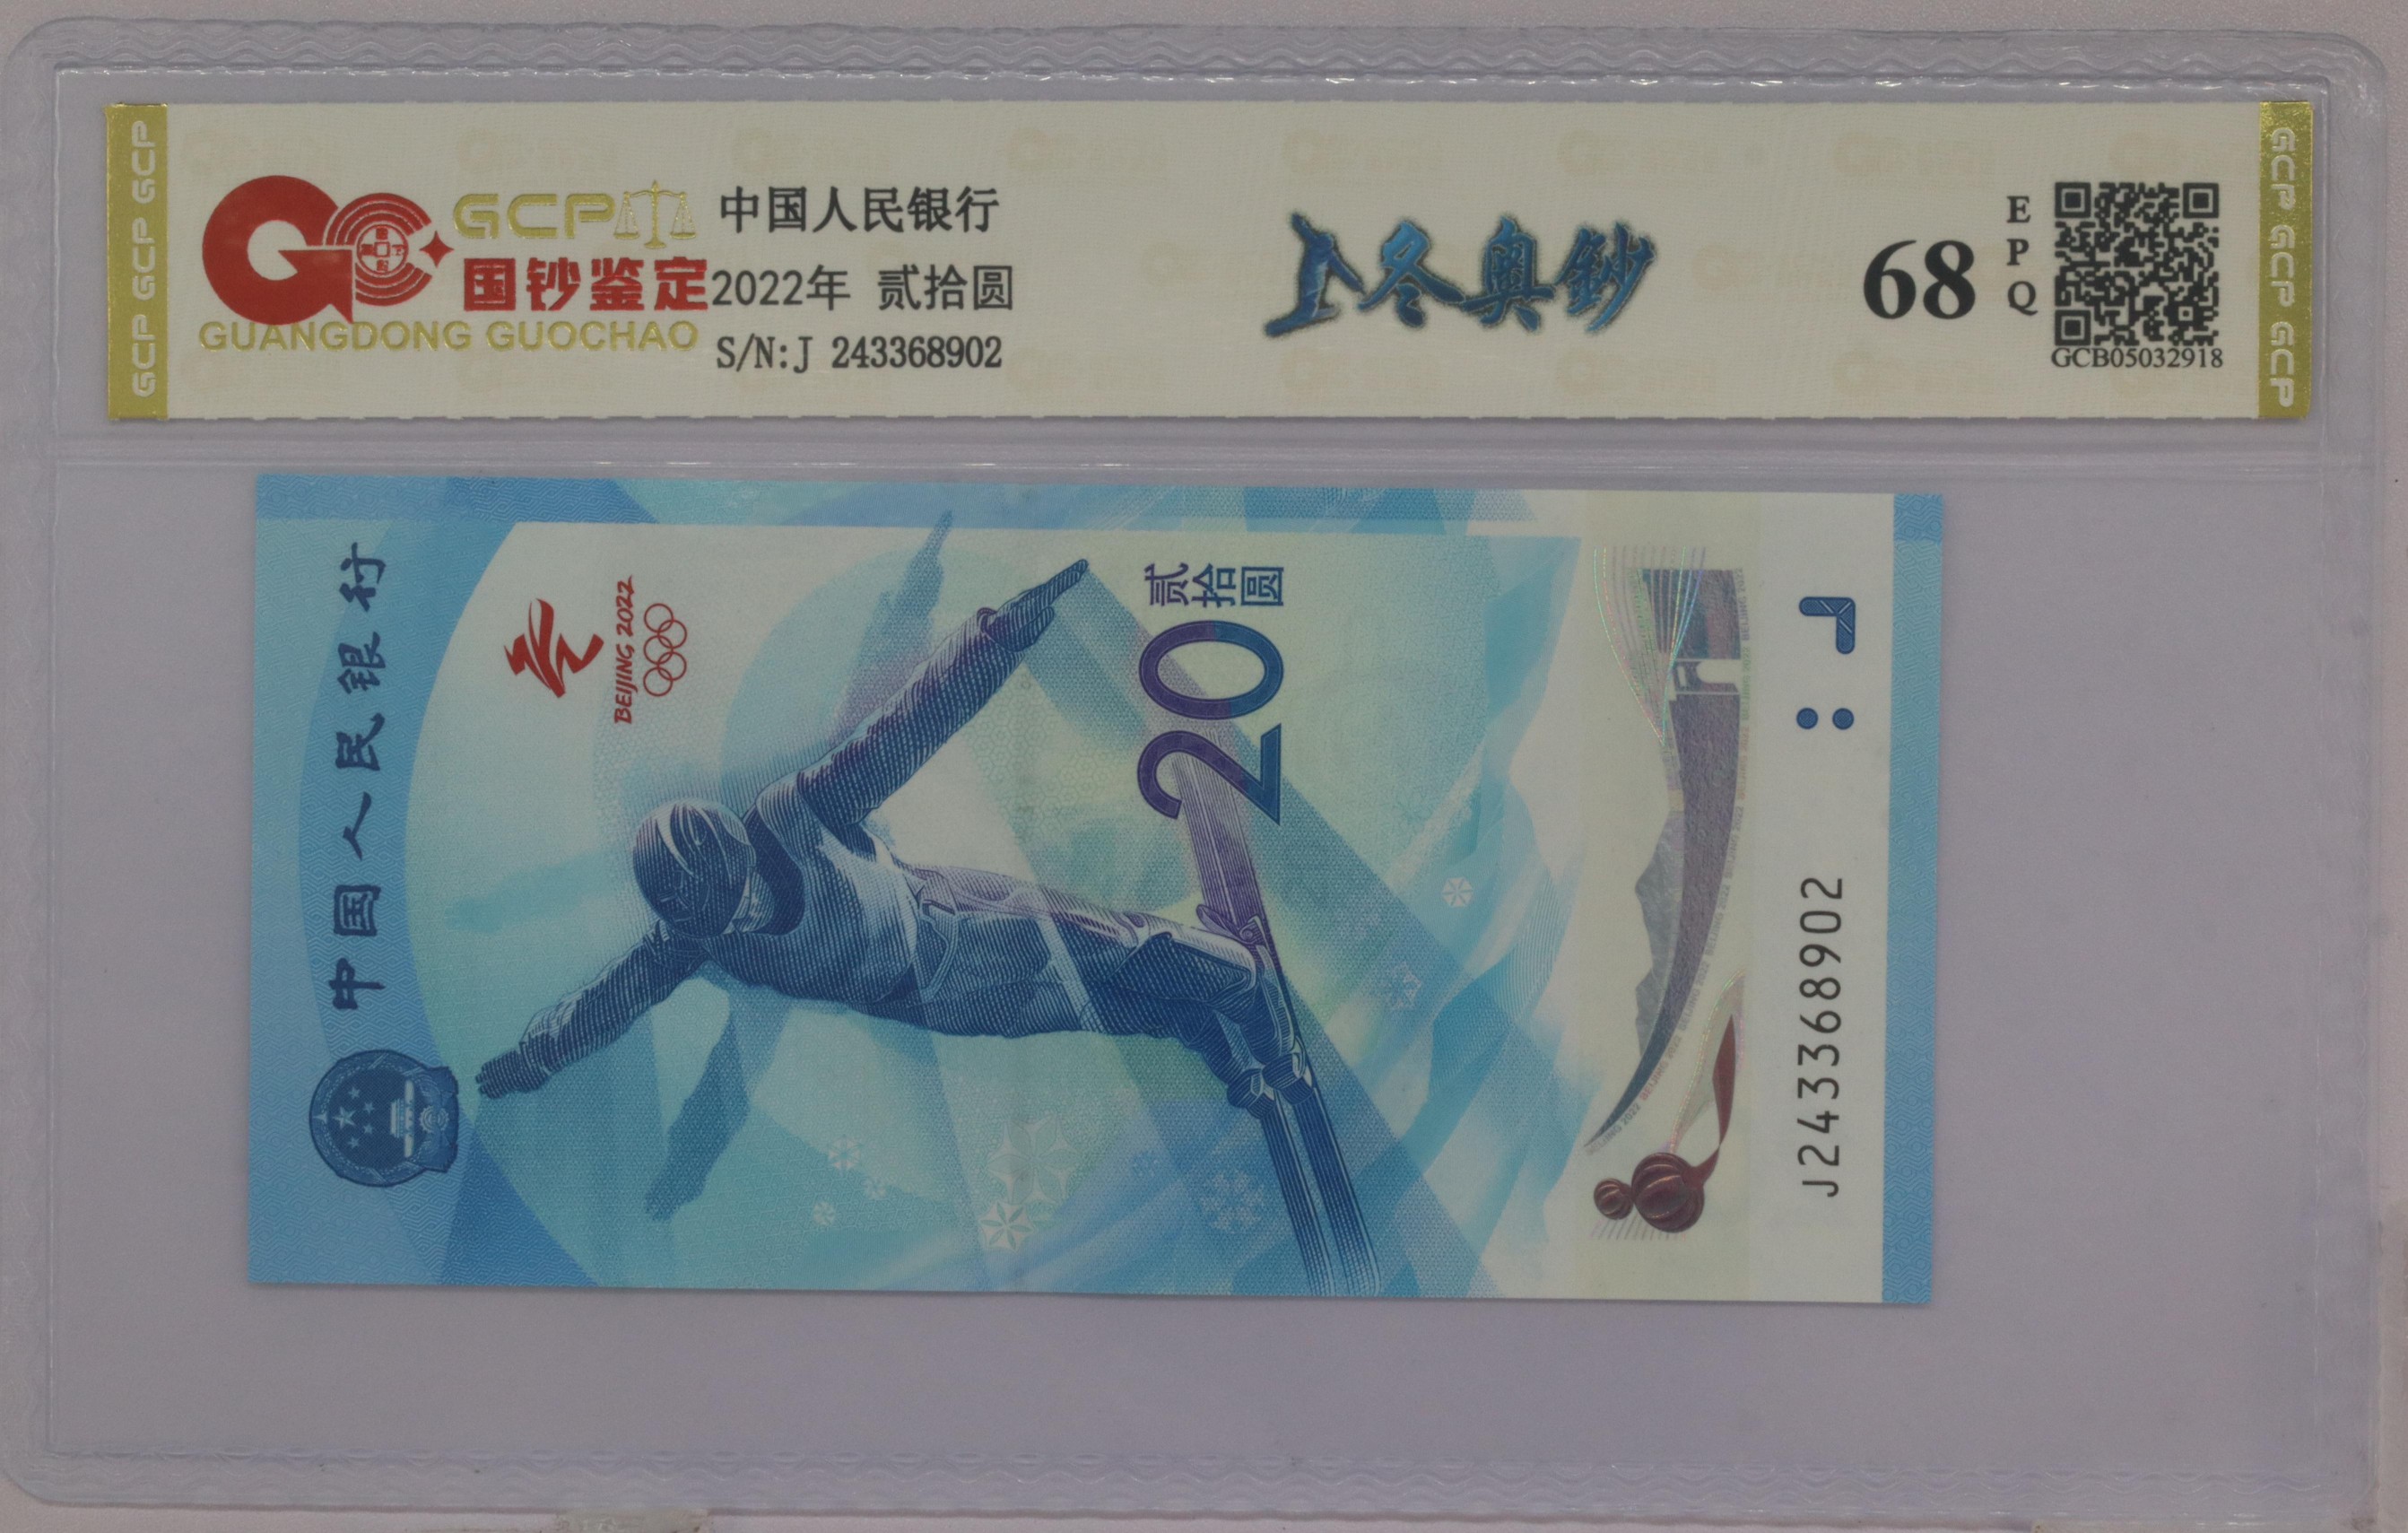 GCP GCP GCP
GCP
国钞鉴定
GUANGDONG GUOCHAO
中国人民银行
2022年 贰拾圆
S/N:J 243368902
冬奥鈔
68
EPQ
GCB05032918
GCP GCP GCP
中国人民银行
BEIJING 2022
贰拾圆
20
J243368902